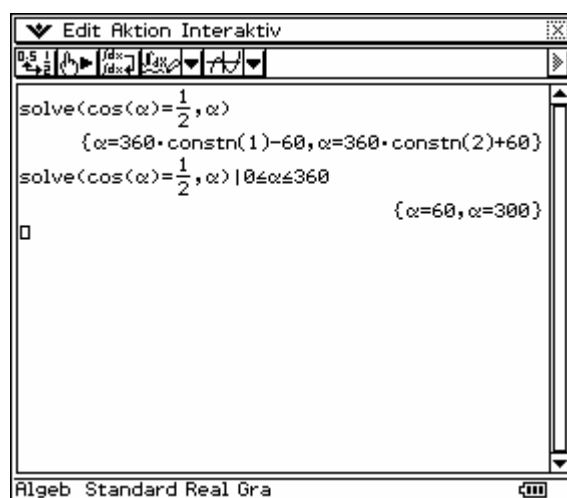 Edit Aktion Interaktiv
solve(cos(α)=1/2,α)
{α=360·constn(1)-60,α=360·constn(2)+60}
solve(cos(α)=1/2,α)|0≤α≤360
{α=60,α=300}
Algeb Standard Real Gra